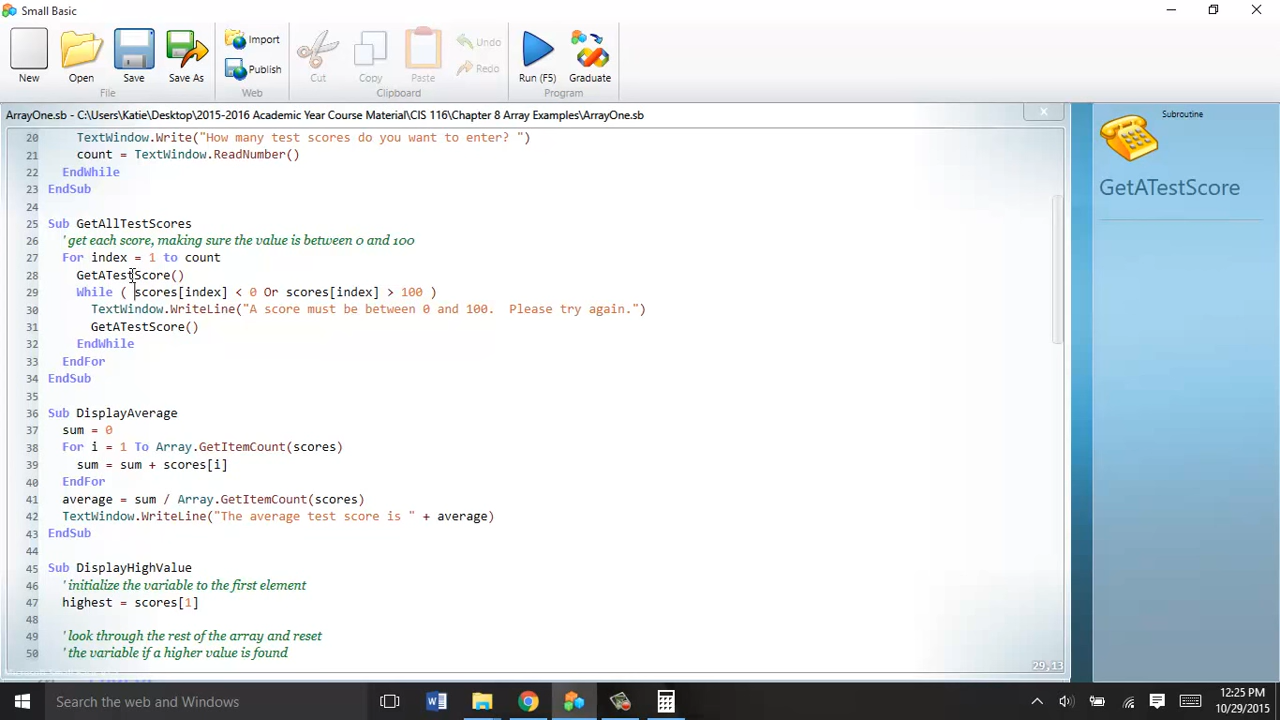 Small Basic
New
Open
Save
Save As
Import
Publish
Cut
Copy
Paste
Undo
Redo
Run (F5)
Graduate
File
Web
Clipboard
Program
ArrayOne.sb - C:\Users\Katie\Desktop\2015-2016 Academic Year Course Material\CIS 116\Chapter 8 Array Examples\ArrayOne.sb
x
20 TextWindow.Write("How many test scores do you want to enter? ")
21 count = TextWindow.ReadNumber()
22 EndWhile
23 EndSub
24
25 Sub GetAllTestScores
26 'get each score, making sure the value is between 0 and 100
27 For index = 1 to count
28 GetATestScore()
29 While ( scores[index] < 0 Or scores[index] > 100 )
30 TextWindow.WriteLine("A score must be between 0 and 100.  Please try again.")
31 GetATestScore()
32 EndWhile
33 EndFor
34 EndSub
35
36 Sub DisplayAverage
37 sum = 0
38 For i = 1 To Array.GetItemCount(scores)
39 sum = sum + scores[i]
40 EndFor
41 average = sum / Array.GetItemCount(scores)
42 TextWindow.WriteLine("The average test score is " + average)
43 EndSub
44
45 Sub DisplayHighValue
46 'initialize the variable to the first element
47 highest = scores[1]
48
49 'look through the rest of the array and reset
50 'the variable if a higher value is found
29,13
Subroutine
GetATestScore
Search the web and Windows
12:25 PM
10/29/2015